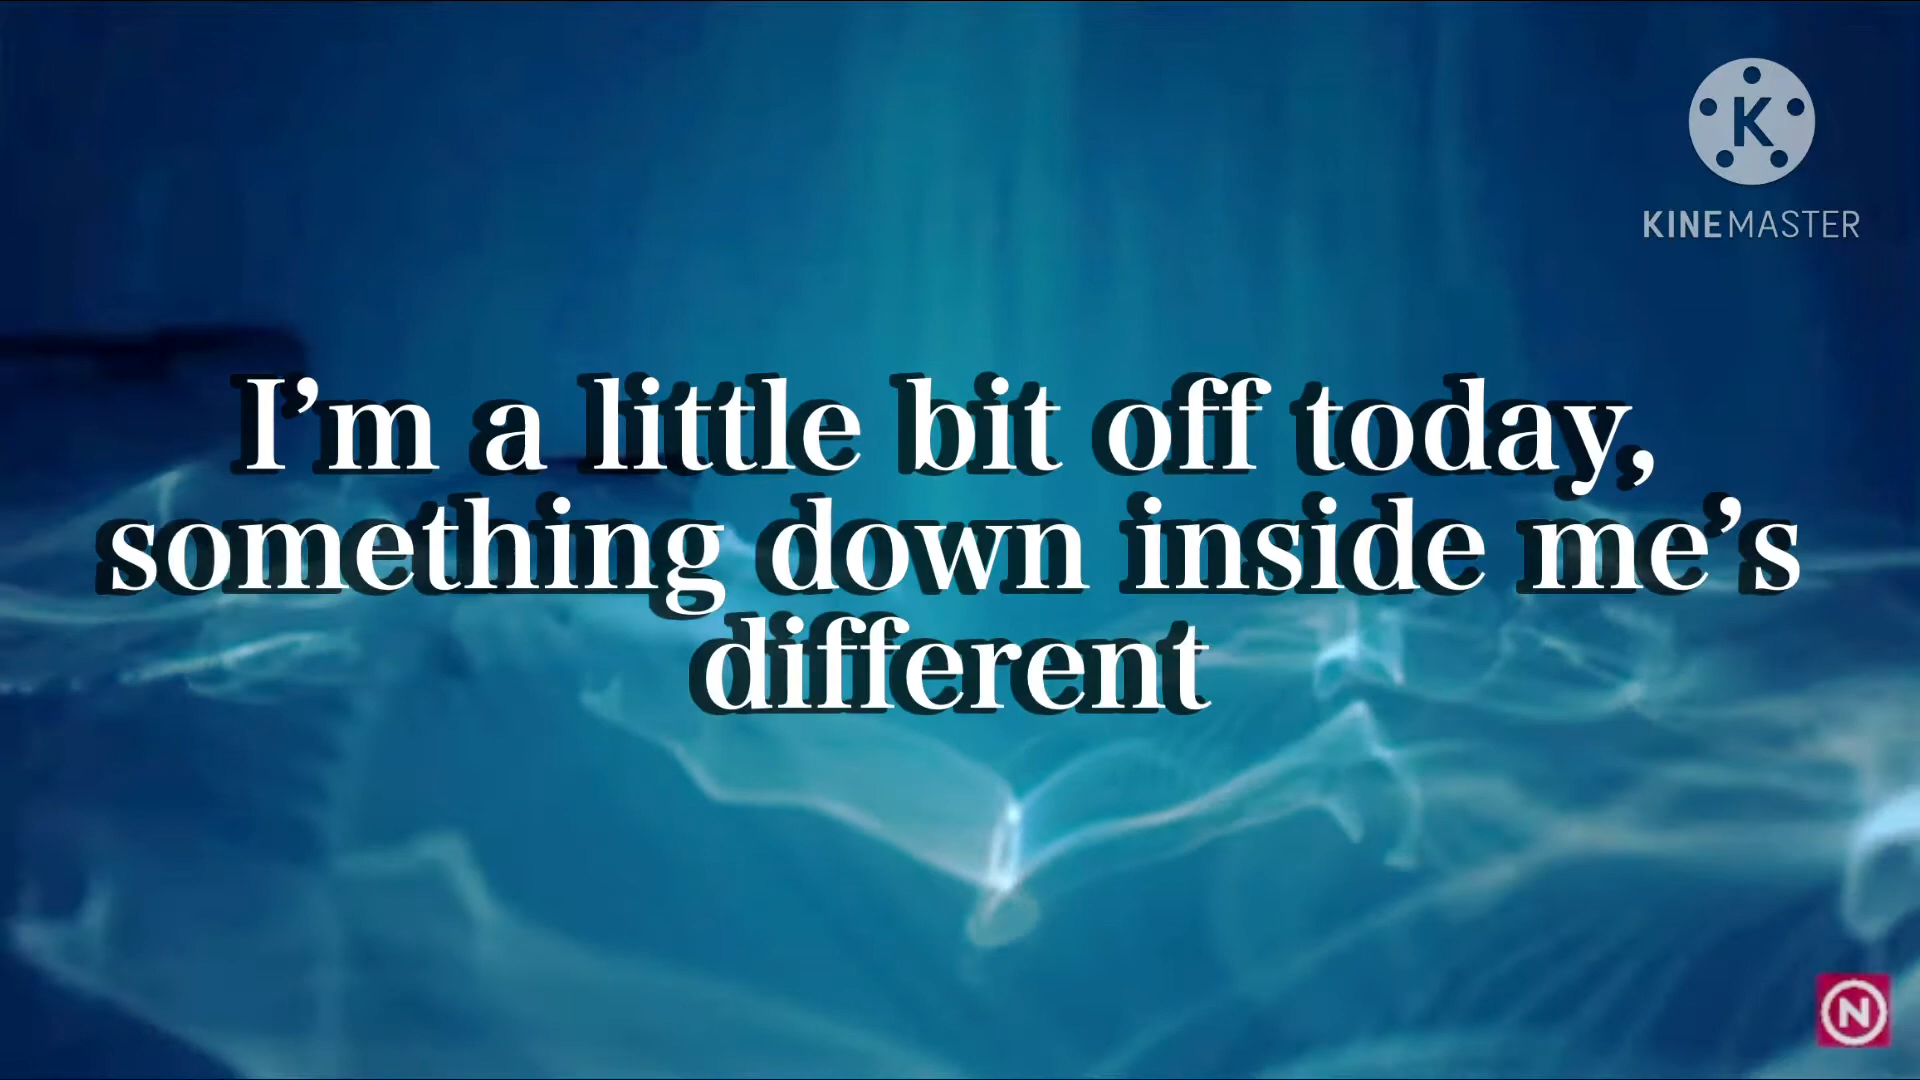 K
KINEMASTER
I’m a little bit off today,
something down inside me’s
different
N